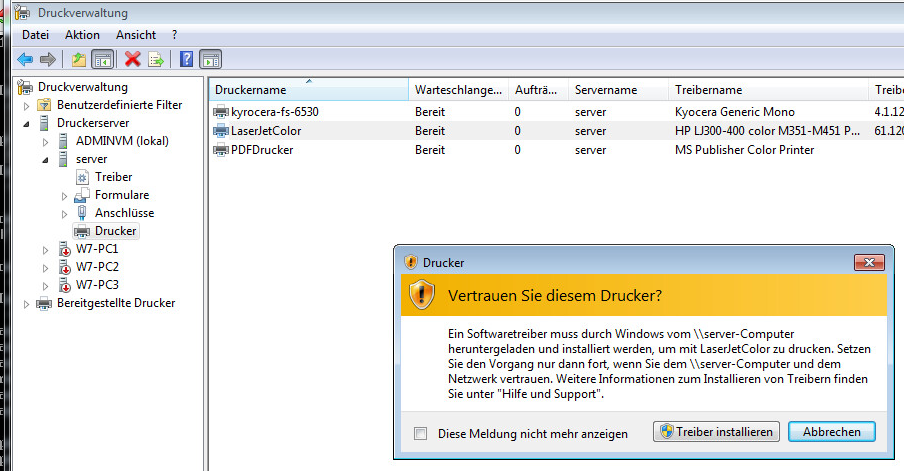 Druckverwaltung
Datei Aktion Ansicht ?
Druckverwaltung
Benutzerdefinierte Filter
Druckerserver
ADMINVM (lokal)
server
Treiber
Formulare
Anschlüsse
Drucker
W7-PC1
W7-PC2
W7-PC3
Bereitgestellte Drucker
Druckername Warteschlange... Aufträ... Servername Treibername Treibe
kyrocera-fs-6530 Bereit 0 server Kyocera Generic Mono 4.1.12
LaserJetColor Bereit 0 server HP LJ300-400 color M351-M451 P... 61.120
PDFDrucker Bereit 0 server MS Publisher Color Printer
Drucker
Vertrauen Sie diesem Drucker?
Ein Softwaretreiber muss durch Windows vom \\server-Computer
heruntergeladen und installiert werden, um mit LaserJetColor zu drucken. Setzen
Sie den Vorgang nur dann fort, wenn Sie dem \\server-Computer und dem
Netzwerk vertrauen. Weitere Informationen zum Installieren von Treibern finden
Sie unter "Hilfe und Support".
Diese Meldung nicht mehr anzeigen
Treiber installieren
Abbrechen